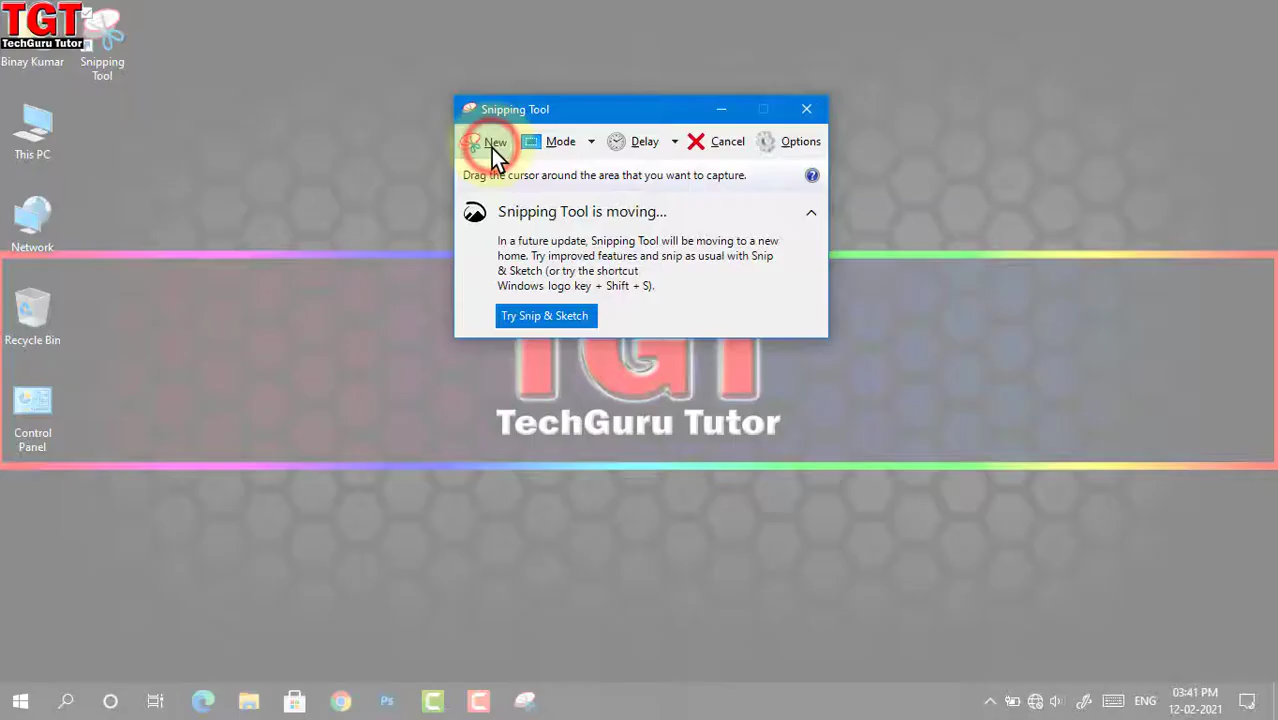 TGT
TechGuru Tutor
Binay Kumar
Snipping
Tool
This PC
Network
Recycle Bin
Control
Panel
Snipping Tool
New
Mode
Delay
Cancel
Options
Drag the cursor around the area that you want to capture.
?
Snipping Tool is moving...
In a future update, Snipping Tool will be moving to a new
home. Try improved features and snip as usual with Snip
& Sketch (or try the shortcut
Windows logo key + Shift + S).
Try Snip & Sketch
TGT
TechGuru Tutor
Ps
C
C
ENG
03:41 PM
12-02-2021